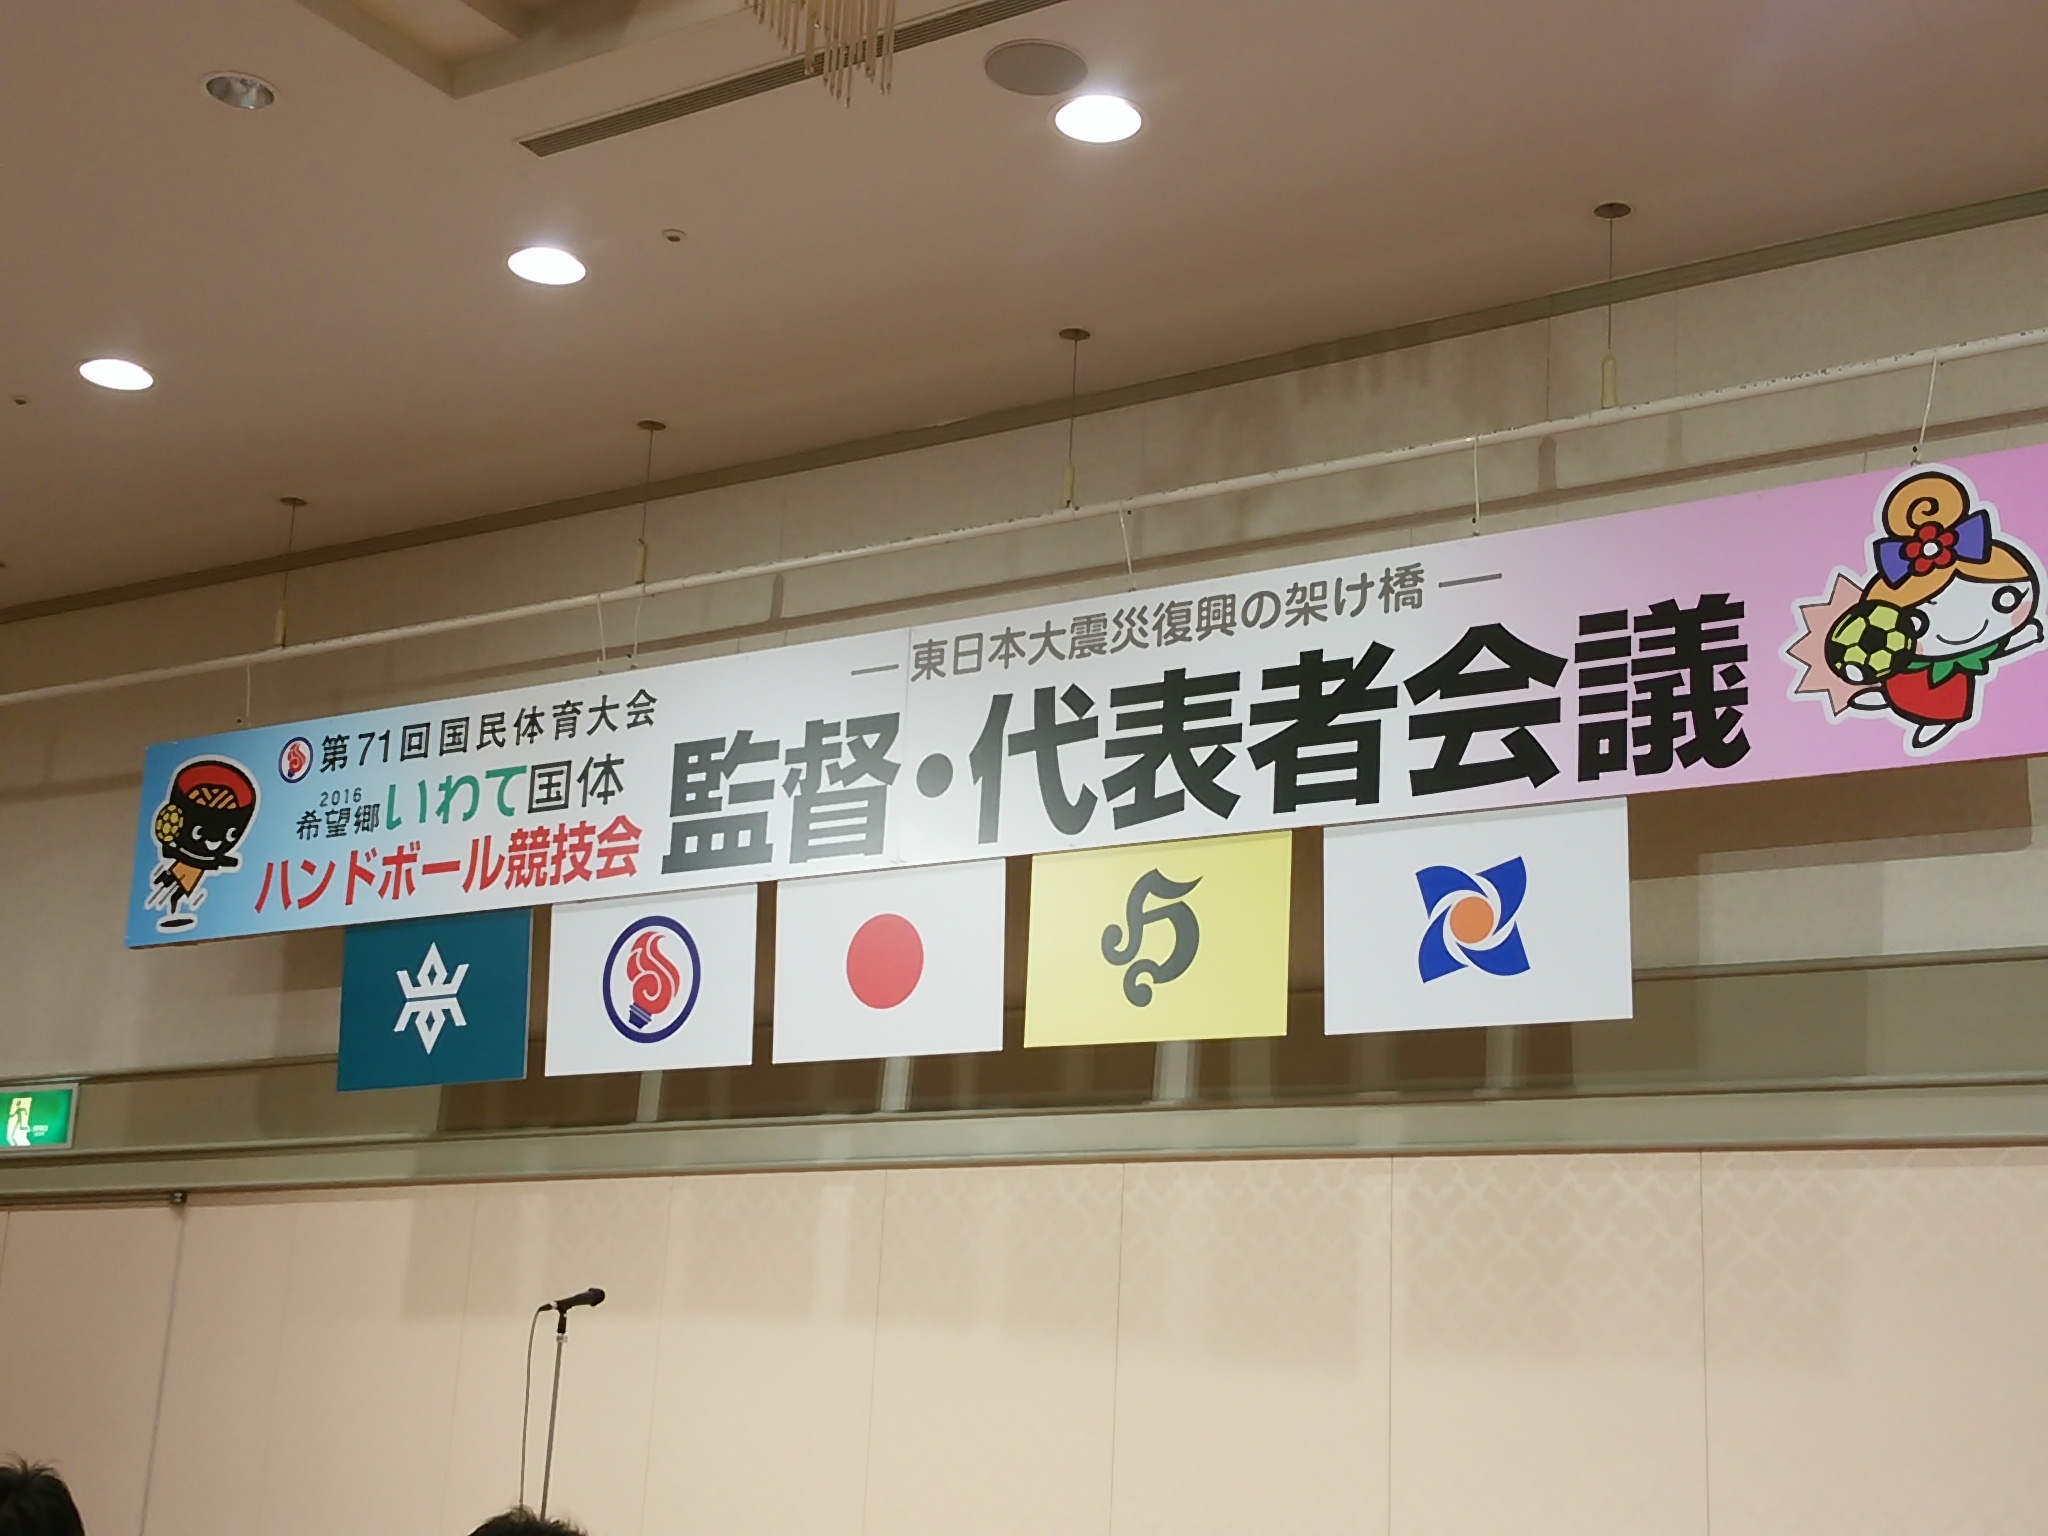 第71回国民体育大会
2016
希望郷いわて国体
ハンドボール競技会
― 東日本大震災復興の架け橋 ―
監督・代表者会議
H